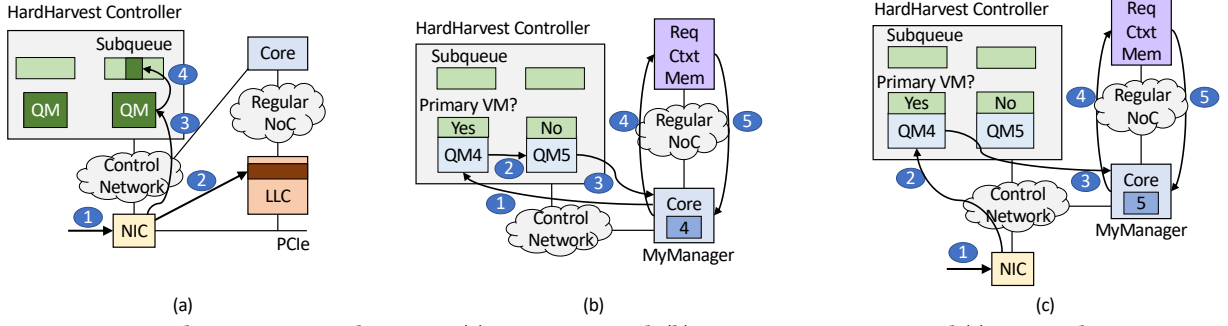 HardHarvest Controller
Subqueue
4
QM
QM
3
Core
Regular
NoC
Control
Network
2
LLC
1
NIC
PCIe
(a)
HardHarvest Controller
Subqueue
Primary VM?
Yes
No
QM4
QM5
2
3
1
Control
Network
Req
Ctxt
Mem
4
Regular
NoC
5
Core
4
MyManager
(b)
HardHarvest Controller
Subqueue
Primary VM?
Yes
No
QM4
QM5
2
3
Control
Network
1
NIC
Req
Ctxt
Mem
4
Regular
NoC
5
Core
5
MyManager
(c)